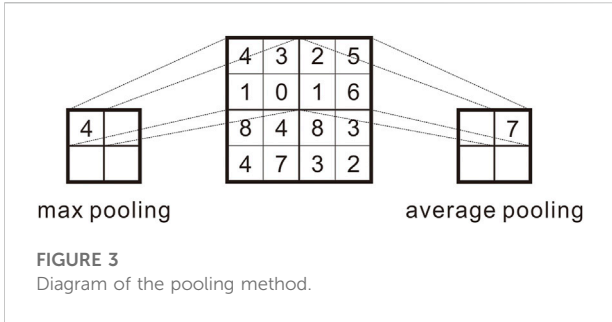 4 3 2 5
1 0 1 6
4 7
8 4 8 3
4 7 3 2
max pooling average pooling
FIGURE 3
Diagram of the pooling method.